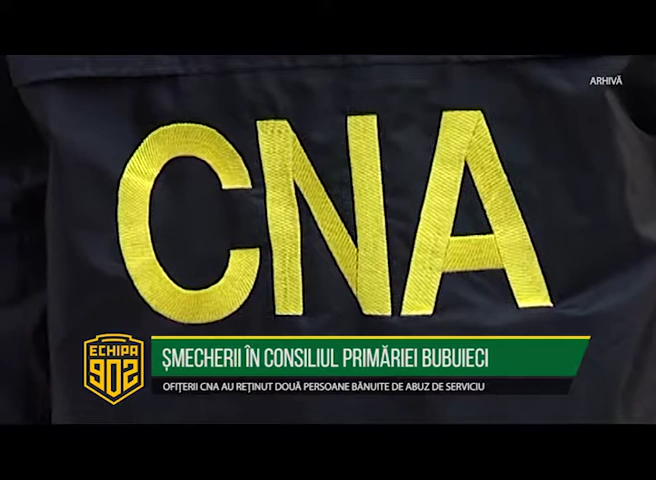 ARHIVĂ
CNA
ECHIPA
902
ȘMECHERII ÎN CONSILIUL PRIMĂRIEI BUBUIECI
OFIȚERII CNA AU REȚINUT DOUĂ PERSOANE BĂNUITE DE ABUZ DE SERVICIU